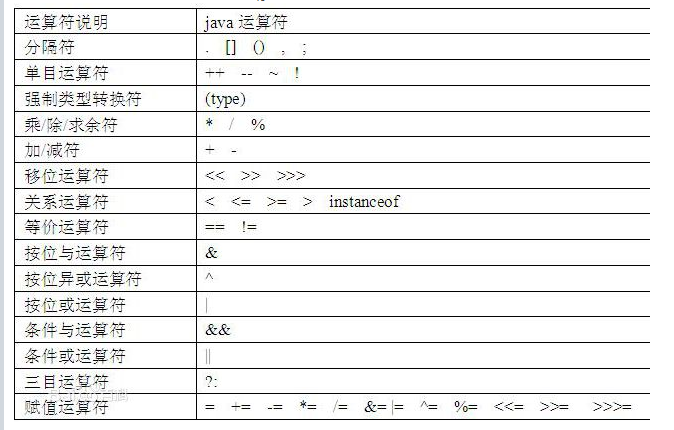 运算符说明 java 运算符
分隔符 . [] () , ;
单目运算符 ++ -- ~ !
强制类型转换符 (type)
乘/除/求余符 * / %
加/减符 + -
移位运算符 << >> >>>
关系运算符 < <= >= > instanceof
等价运算符 == !=
按位与运算符 &
按位异或运算符 ^
按位或运算符 |
条件与运算符 &&
条件或运算符 ||
三目运算符 ?:
赋值运算符 = += -= *= /= &= |= ^= %= <<= >>= >>>=